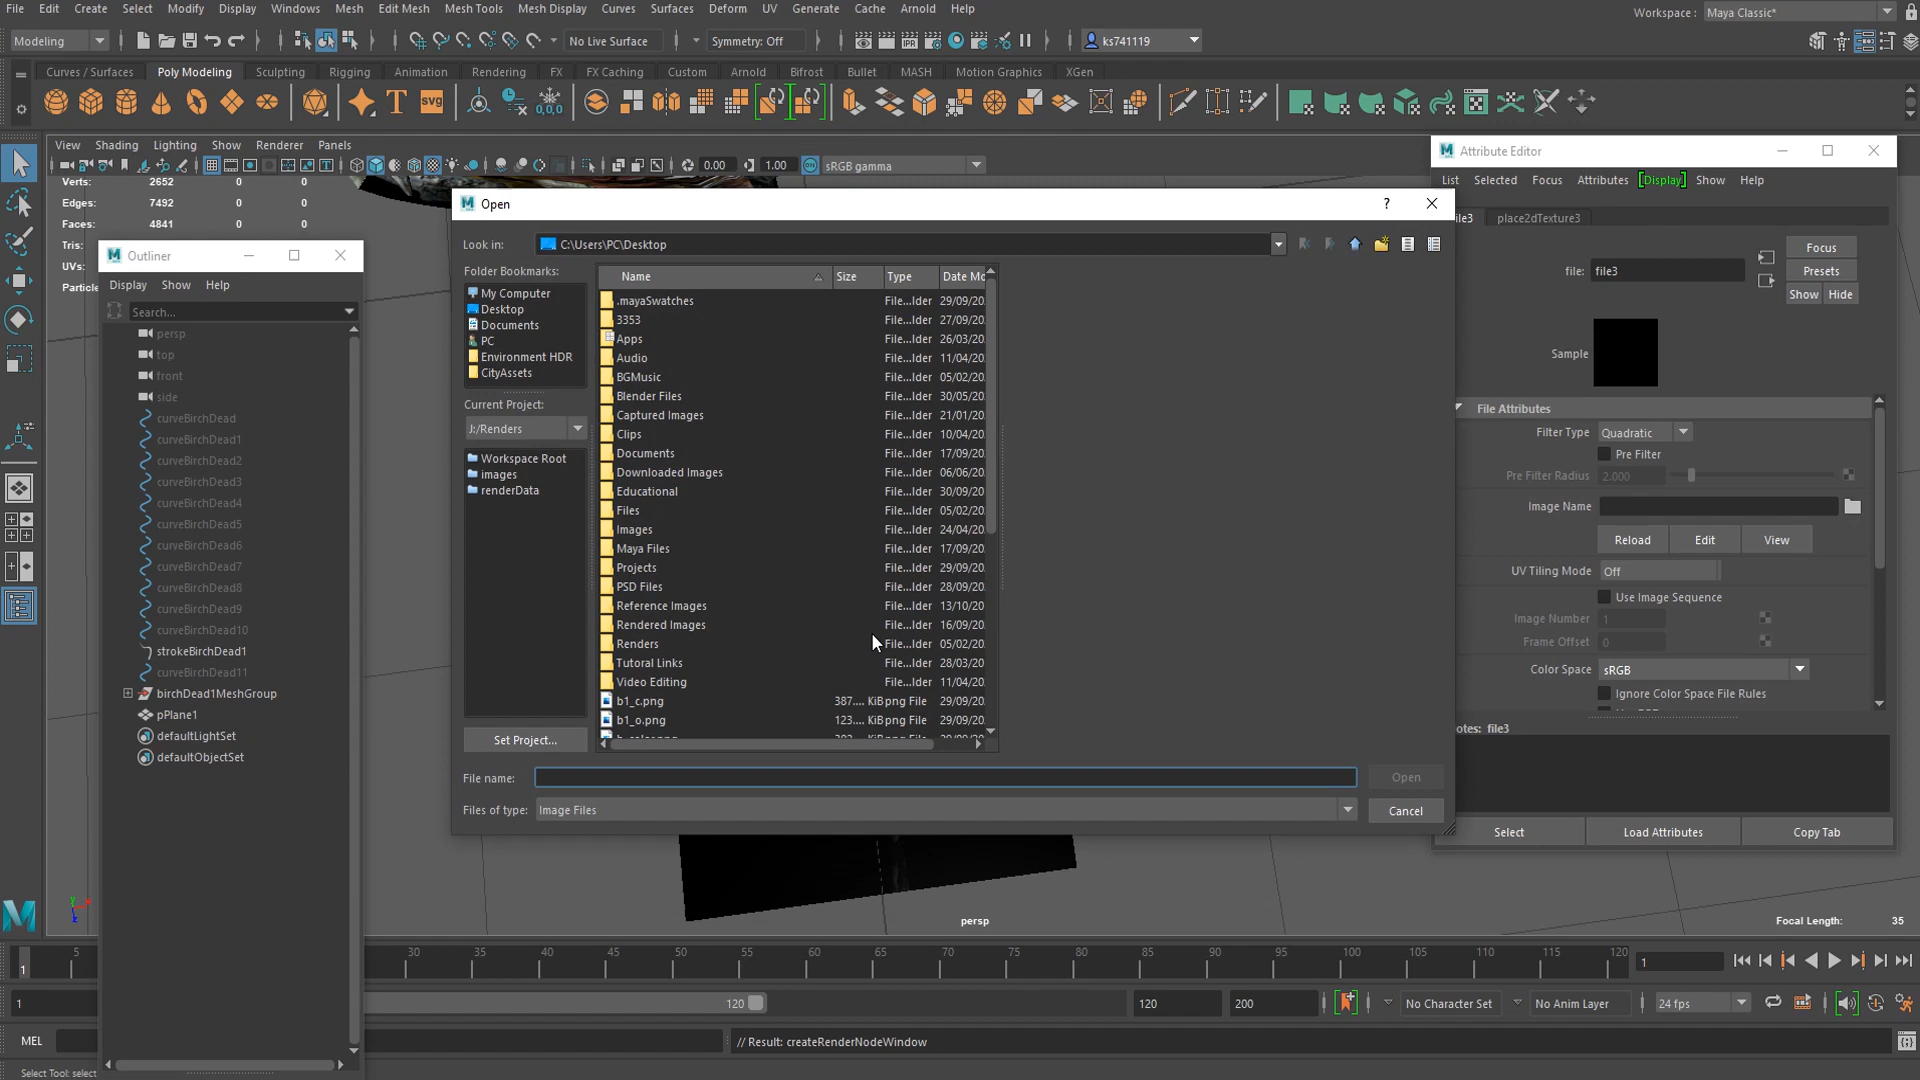 File Edit Create Select Modify Display Windows Mesh Edit Mesh Mesh Tools Mesh Display Curves Surfaces Deform UV Generate Cache Arnold Help
Workspace : Maya Classic*
Modeling No Live Surface Symmetry: Off ks741119
Curves / Surfaces Poly Modeling Sculpting Rigging Animation Rendering FX FX Caching Custom Arnold Bifrost Bullet MASH Motion Graphics XGen
T SVG 0,0,0
View Shading Lighting Show Renderer Panels
0.00 1.00 sRGB gamma
Verts: 2652 0 0
Edges: 7492 0 0
Faces: 4841 0 0
Tris:
UVs:
Particle
Outliner
Display Show Help
Search...
persp
top
front
side
curveBirchDead
curveBirchDead1
curveBirchDead2
curveBirchDead3
curveBirchDead4
curveBirchDead5
curveBirchDead6
curveBirchDead7
curveBirchDead8
curveBirchDead9
curveBirchDead10
strokeBirchDead1
curveBirchDead11
birchDead1MeshGroup
pPlane1
defaultLightSet
defaultObjectSet
Open
?
Look in: C:\Users\PC\Desktop
Folder Bookmarks:
My Computer
Desktop
Documents
PC
Environment HDR
CityAssets
Current Project:
J:/Renders
Workspace Root
images
renderData
Set Project...
Name Size Type Date Mo
.mayaSwatches File...lder 29/09/20
3353 File...lder 27/09/20
Apps File...lder 26/03/20
Audio File...lder 11/04/20
BGMusic File...lder 05/02/20
Blender Files File...lder 30/05/20
Captured Images File...lder 21/01/20
Clips File...lder 10/04/20
Documents File...lder 17/09/20
Downloaded Images File...lder 06/06/20
Educational File...lder 30/09/20
Files File...lder 05/02/20
Images File...lder 24/04/20
Maya Files File...lder 17/09/20
Projects File...lder 29/09/20
PSD Files File...lder 28/09/20
Reference Images File...lder 13/10/20
Rendered Images File...lder 16/09/20
Renders File...lder 05/02/20
Tutoral Links File...lder 28/03/20
Video Editing File...lder 11/04/20
b1_c.png 387.... KiB png File 29/09/20
b1_o.png 123.... KiB png File 29/09/20
File name: Open
Files of type: Image Files Cancel
Attribute Editor
List Selected Focus Attributes Display Show Help
ile3 place2dTexture3
Focus
file: file3 Presets
Show Hide
Sample
File Attributes
Filter Type Quadratic
Pre Filter
Pre Filter Radius 2.000
Image Name
Reload Edit View
UV Tiling Mode Off
Use Image Sequence
Image Number 1
Frame Offset 0
Color Space sRGB
Ignore Color Space File Rules
otes: file3
Select Load Attributes Copy Tab
persp Focal Length: 35
1 5 30 35 40 45 50 55 60 65 70 75 80 85 90 95 100 105 110 115 120 1
1 120 120 200 No Character Set No Anim Layer 24 fps
MEL // Result: createRenderNodeWindow
Select Tool: select